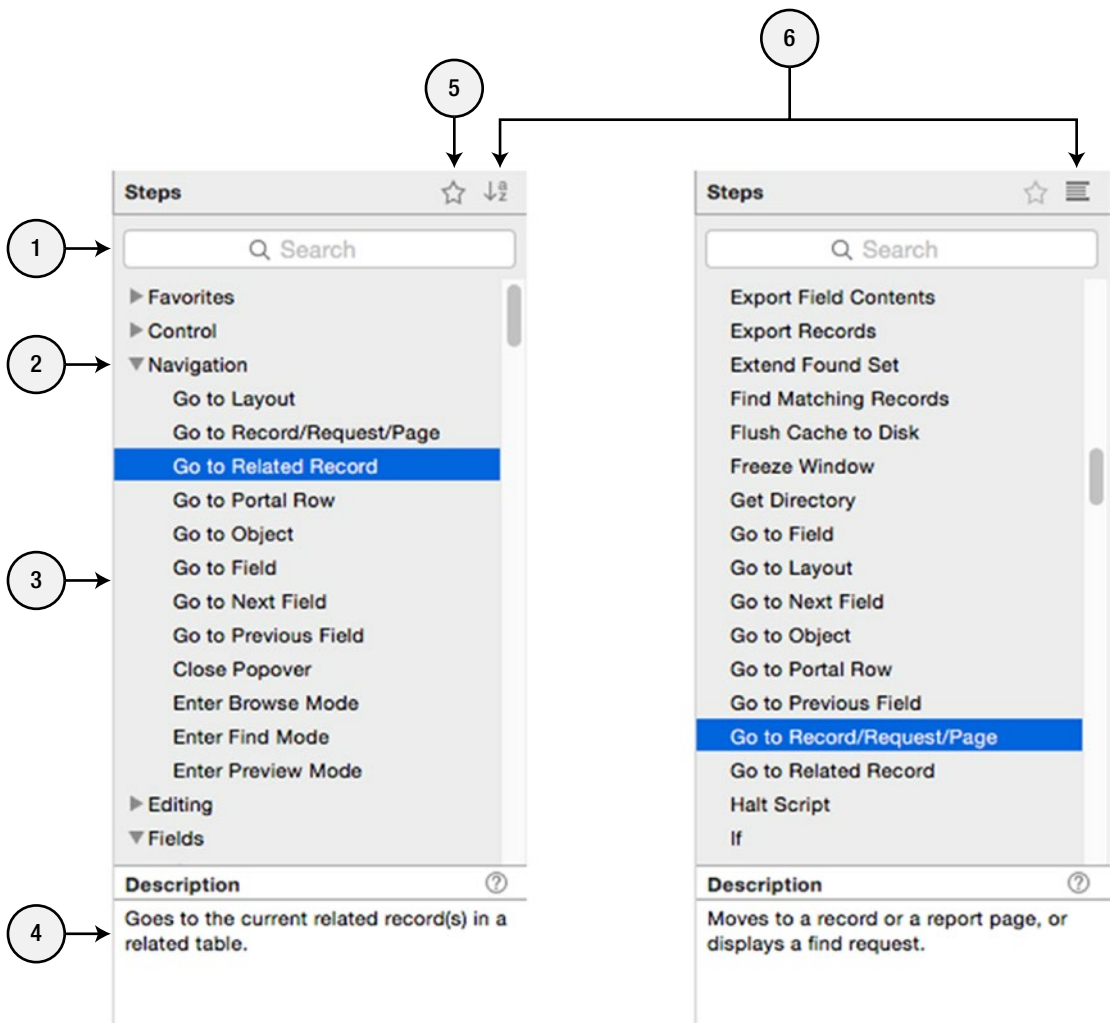 6
5
Steps
a
z
1
Search
Favorites
Control
2
Navigation
Go to Layout
Go to Record/Request/Page
Go to Related Record
Go to Portal Row
Go to Object
3
Go to Field
Go to Next Field
Go to Previous Field
Close Popover
Enter Browse Mode
Enter Find Mode
Enter Preview Mode
Editing
Fields
Description
?
4
Goes to the current related record(s) in a
related table.
Steps
Search
Export Field Contents
Export Records
Extend Found Set
Find Matching Records
Flush Cache to Disk
Freeze Window
Get Directory
Go to Field
Go to Layout
Go to Next Field
Go to Object
Go to Portal Row
Go to Previous Field
Go to Record/Request/Page
Go to Related Record
Halt Script
If
Description
?
Moves to a record or a report page, or
displays a find request.